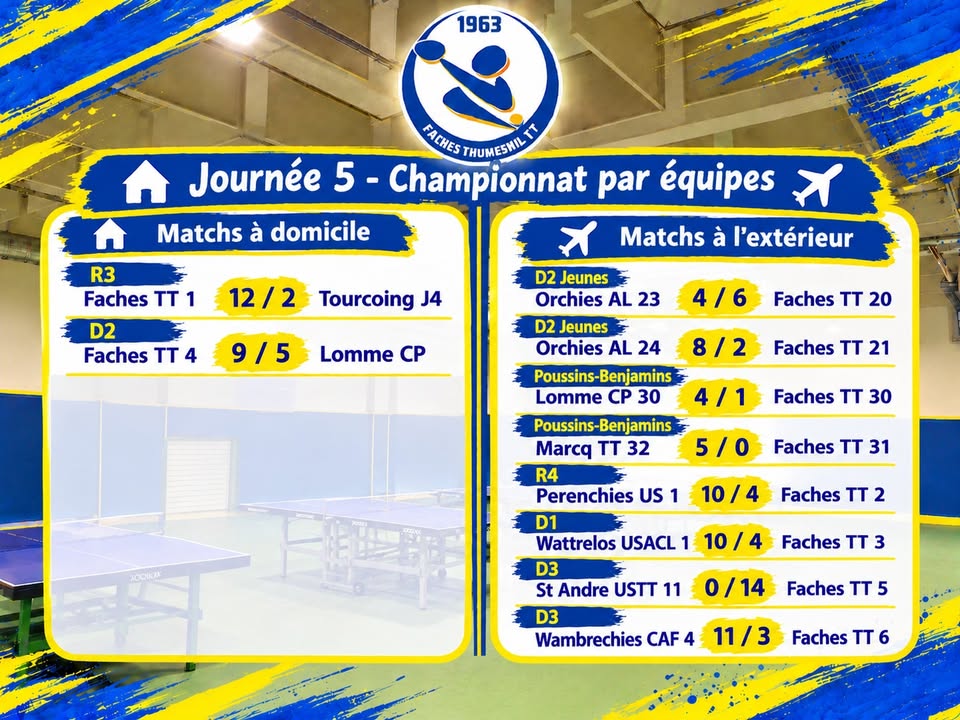 1963
FACHES THUMESNIL TT
Journée 5 - Championnat par équipes
Matchs à domicile
R3
Faches TT 1 12 / 2 Tourcoing J4
D2
Faches TT 4 9 / 5 Lomme CP
Matchs à l'extérieur
D2 Jeunes
Orchies AL 23 4 / 6 Faches TT 20
D2 Jeunes
Orchies AL 24 8 / 2 Faches TT 21
Poussins-Benjamins
Lomme CP 30 4 / 1 Faches TT 30
Poussins-Benjamins
Marcq TT 32 5 / 0 Faches TT 31
R4
Perenchies US 1 10 / 4 Faches TT 2
D1
Wattrelos USACL 1 10 / 4 Faches TT 3
D3
St Andre USTT 11 0 / 14 Faches TT 5
D3
Wambrechies CAF 4 11 / 3 Faches TT 6